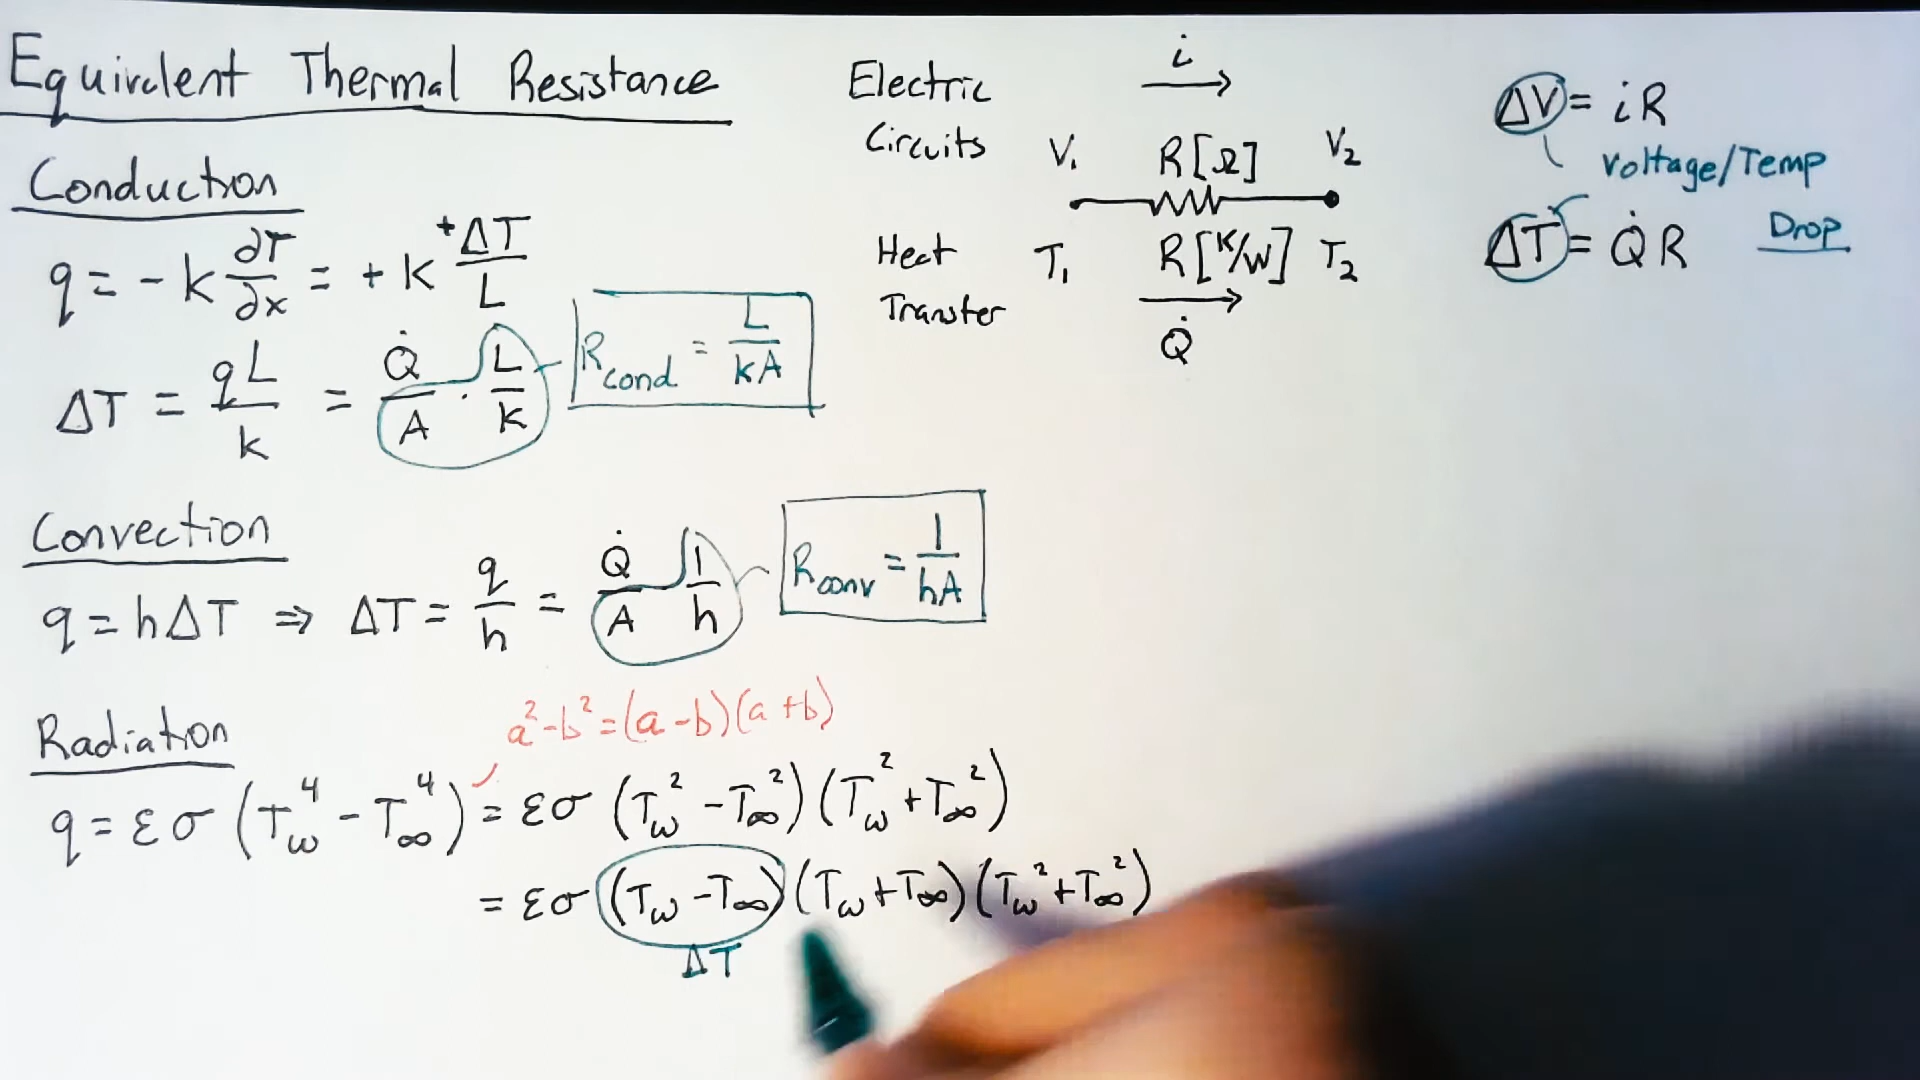 Equivalent Thermal Resistance
Conduction
q = -k ∂T/∂x = +k +ΔT/L
ΔT = qL/k = Q̇/A · L/k
R_cond = L/kA
Convection
q = hΔT ⇒ ΔT = q/h = Q̇/A 1/h
R_conv = 1/hA
Radiation
a² - b² = (a - b)(a + b)
q = εσ (T_w⁴ - T_∞⁴) = εσ (T_w² - T_∞²)(T_w² + T_∞²)
= εσ (T_w - T_∞)(T_w + T_∞)(T_w² + T_∞²)
ΔT
Electric Circuits
i
V₁ R[Ω] V₂
Heat Transfer
T₁ R[K/W] T₂
Q̇
ΔV = iR
Voltage/Temp
Drop
ΔT = Q̇R